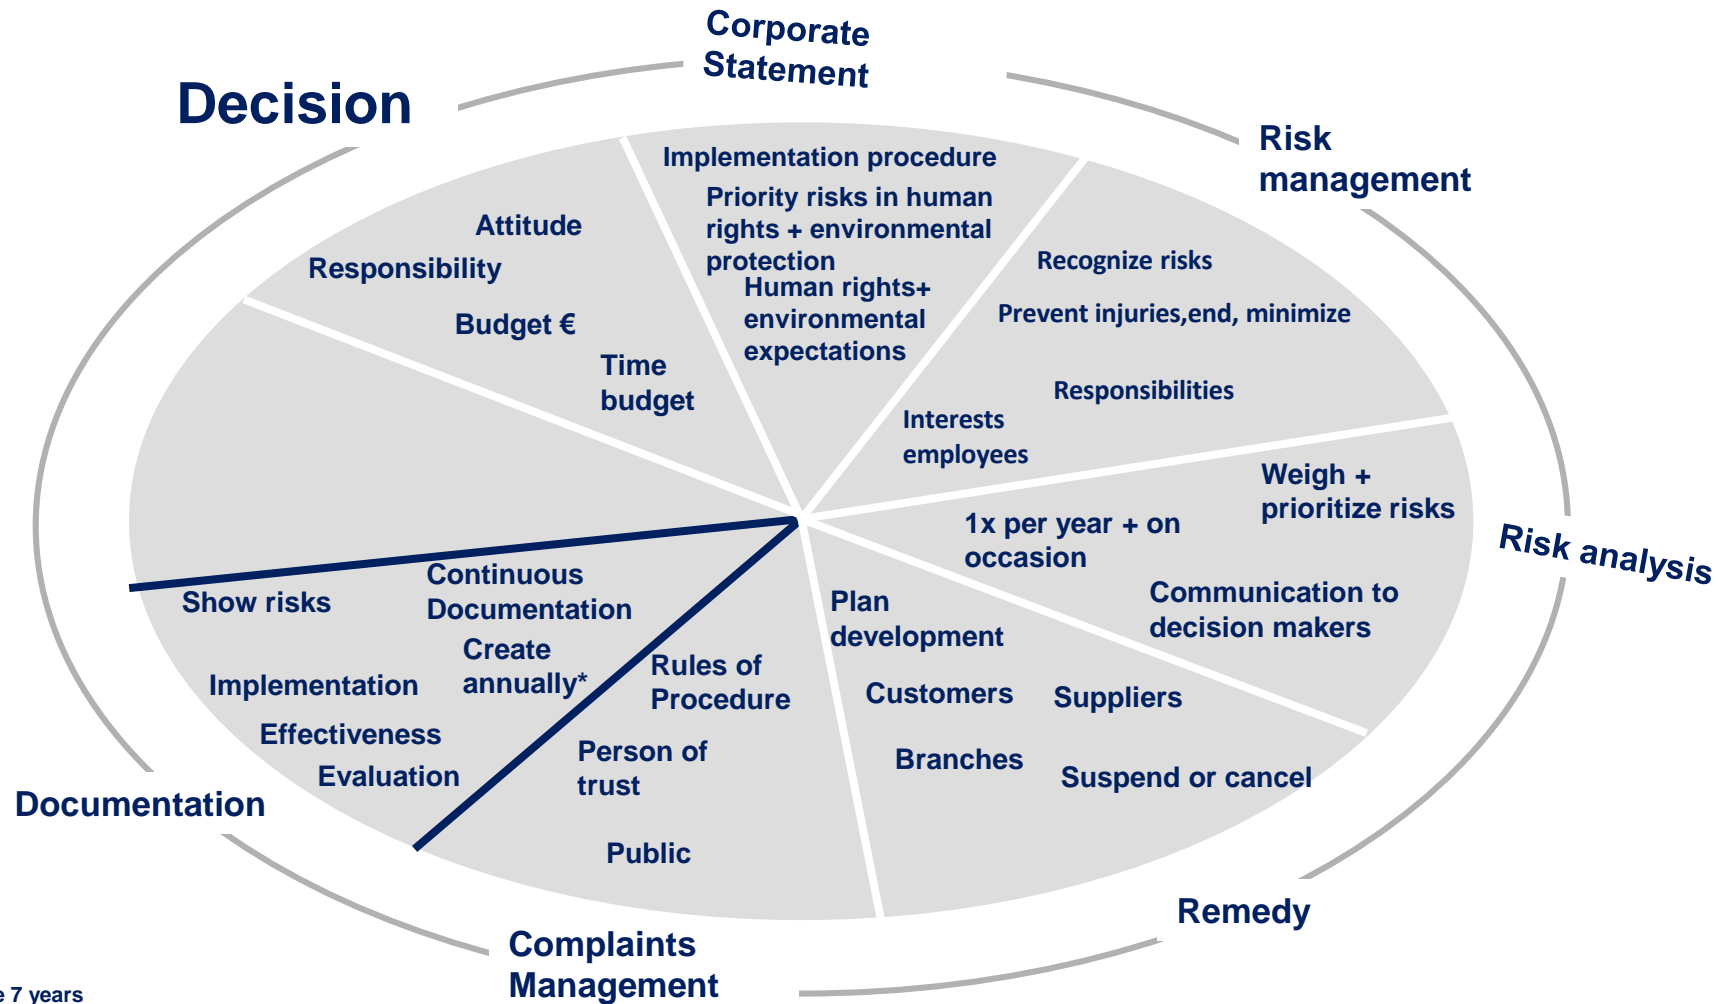 Corporate
Statement
Decision
Risk
management
Implementation procedure
Priority risks in human
rights + environmental
protection
Human rights+
environmental
expectations
Attitude
Responsibility
Budget €
Time
budget
Recognize risks
Prevent injuries,end, minimize
Responsibilities
Interests
employees
Weigh +
prioritize risks
1x per year + on
occasion
Communication to
decision makers
Risk analysis
Plan
development
Customers
Suppliers
Branches
Suspend or cancel
Remedy
Rules of
Procedure
Person of
trust
Public
Complaints
Management
Continuous
Documentation
Show risks
Create
annually*
Implementation
Effectiveness
Evaluation
Documentation
7 years